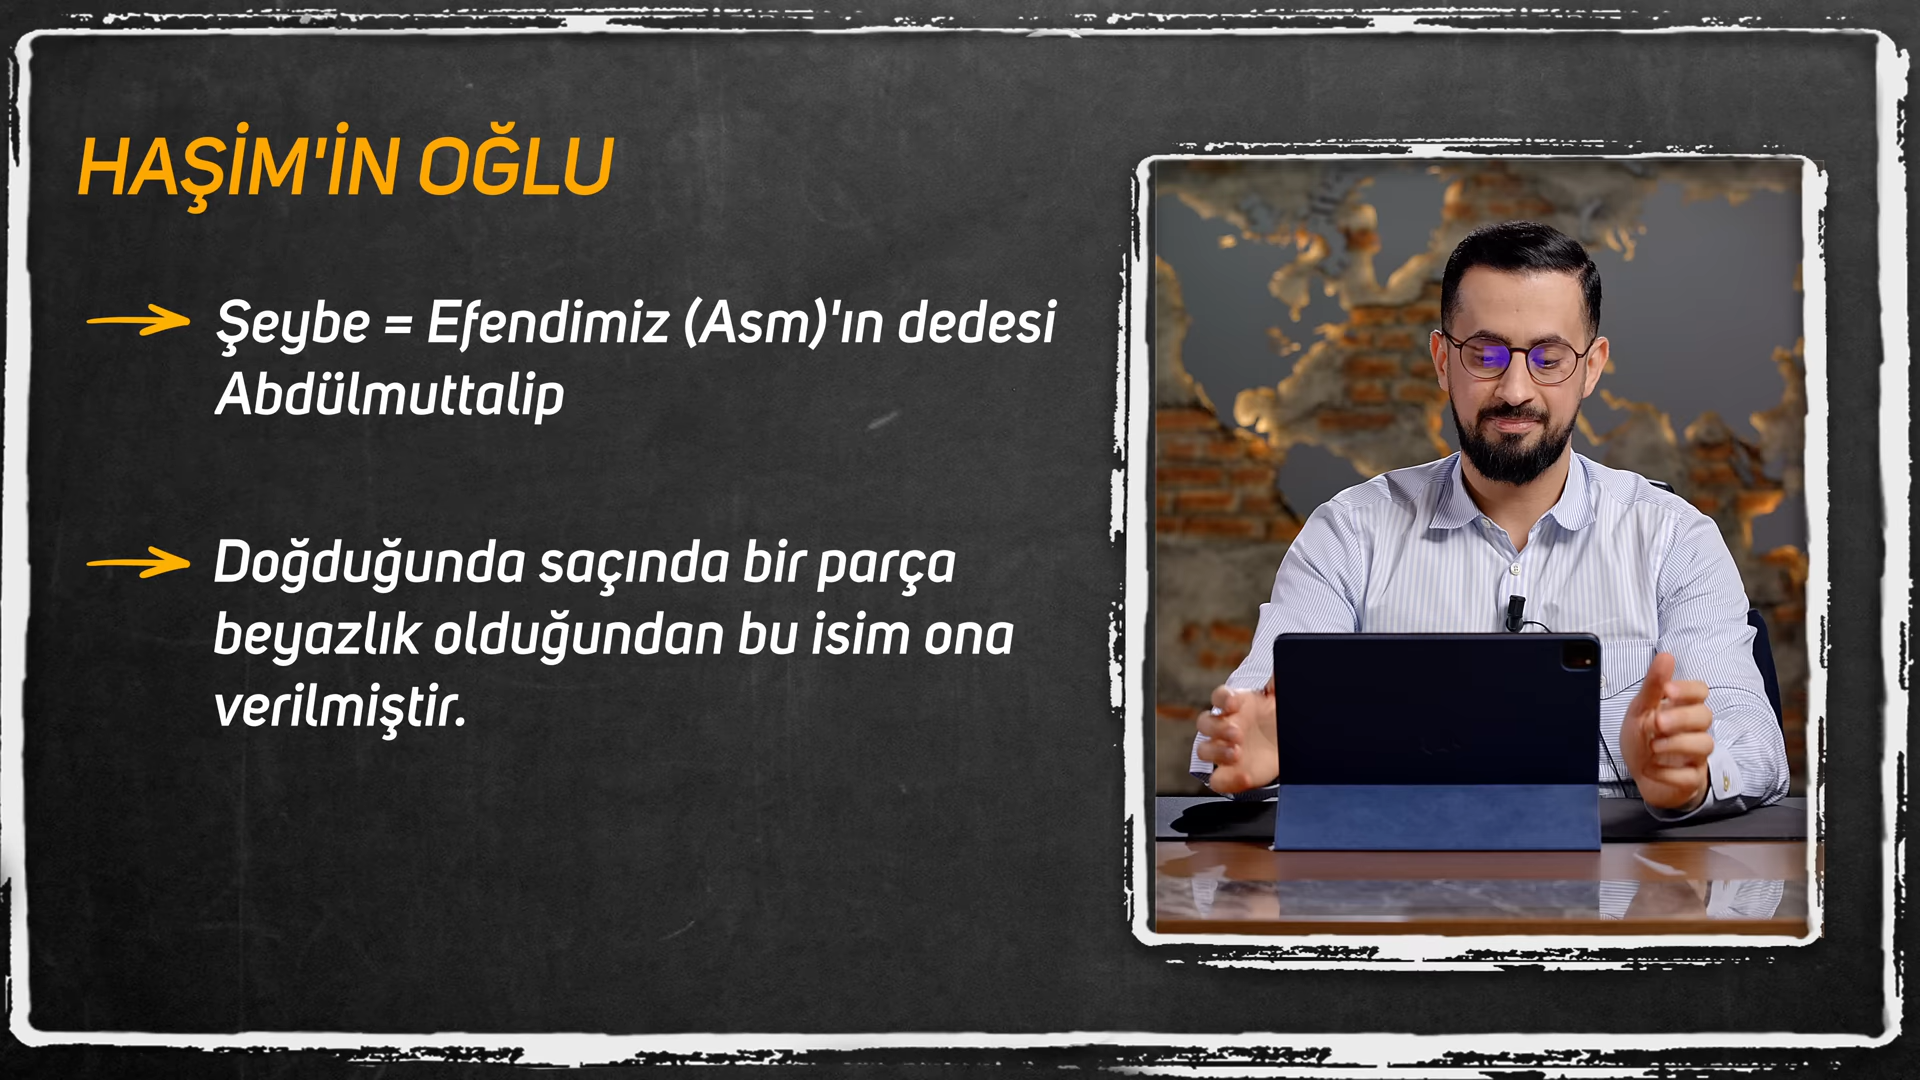 HAŞİM'İN OĞLU
Şeybe = Efendimiz (Asm)'ın dedesi
Abdülmuttalip
Doğduğunda saçında bir parça
beyazlık olduğundan bu isim ona
verilmiştir.